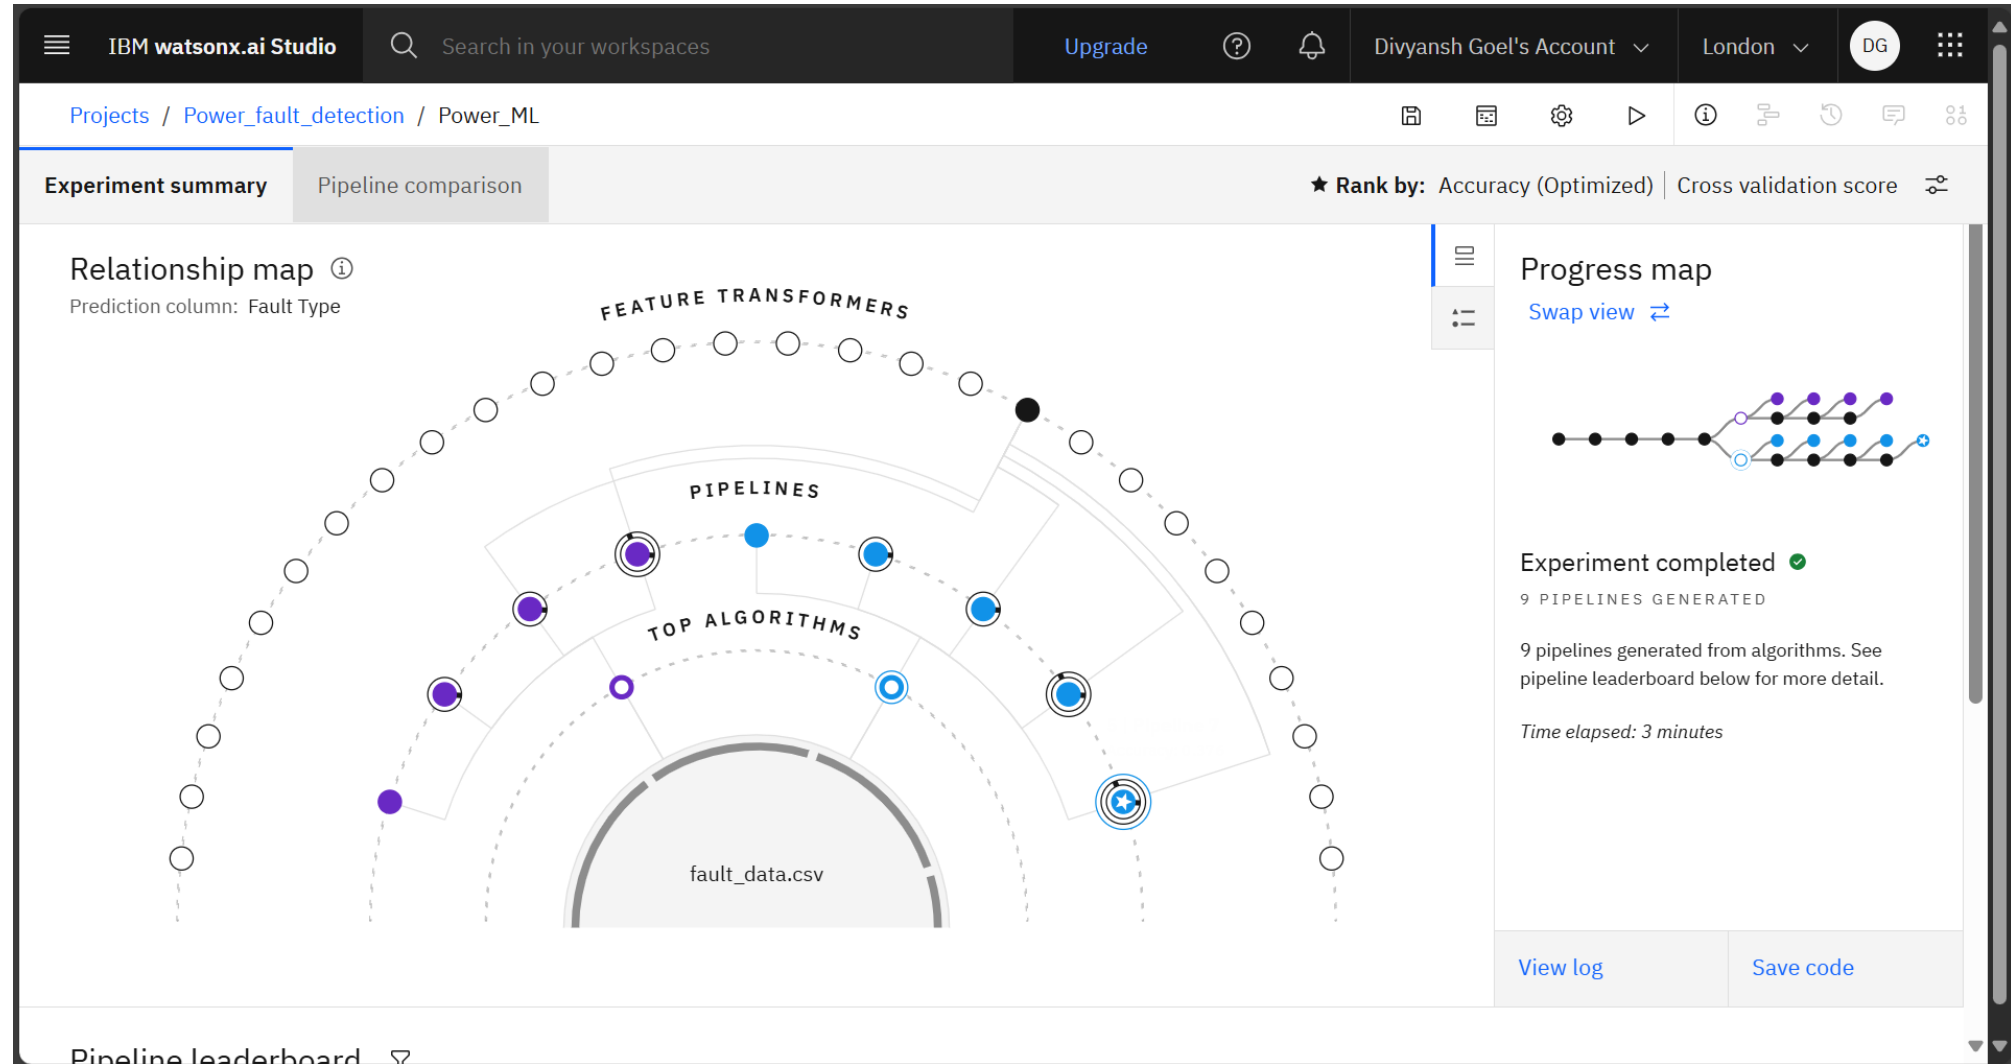 IBM watsonx.ai Studio
Search in your workspaces
Upgrade
Divyansh Goel's Account
London
DG
Projects / Power_fault_detection / Power_ML
Experiment summary
Pipeline comparison
★ Rank by: Accuracy (Optimized) | Cross validation score
Relationship map
Prediction column: Fault Type
FEATURE TRANSFORMERS
PIPELINES
TOP ALGORITHMS
fault_data.csv
Progress map
Swap view
Experiment completed
9 PIPELINES GENERATED
9 pipelines generated from algorithms. See
pipeline leaderboard below for more detail.
Time elapsed: 3 minutes
View log
Save code
Pipeline leaderboard